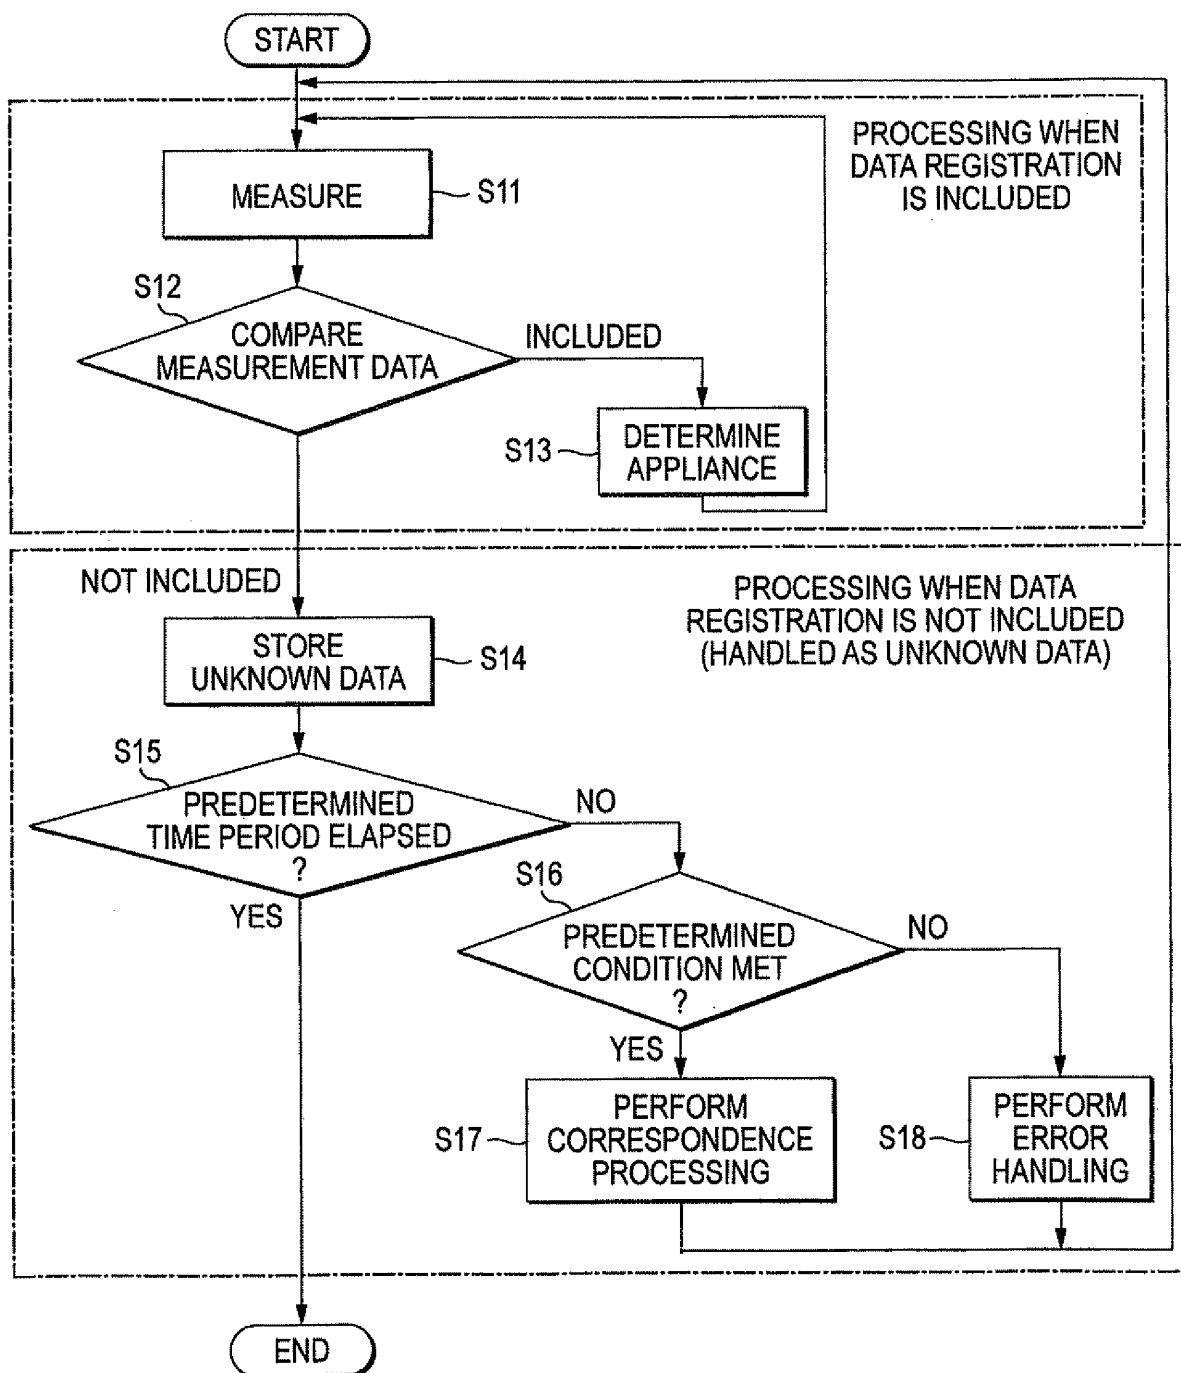 START
PROCESSING WHEN
DATA REGISTRATION
IS INCLUDED
MEASURE
S11
S12
COMPARE
MEASUREMENT DATA
INCLUDED
S13
DETERMINE
APPLIANCE
NOT INCLUDED
PROCESSING WHEN DATA
REGISTRATION IS NOT INCLUDED
(HANDLED AS UNKNOWN DATA)
STORE
UNKNOWN DATA
S14
S15
PREDETERMINED
TIME PERIOD ELAPSED
?
NO
YES
S16
PREDETERMINED
CONDITION MET
?
NO
YES
S17
PERFORM
CORRESPONDENCE
PROCESSING
S18
PERFORM
ERROR
HANDLING
END